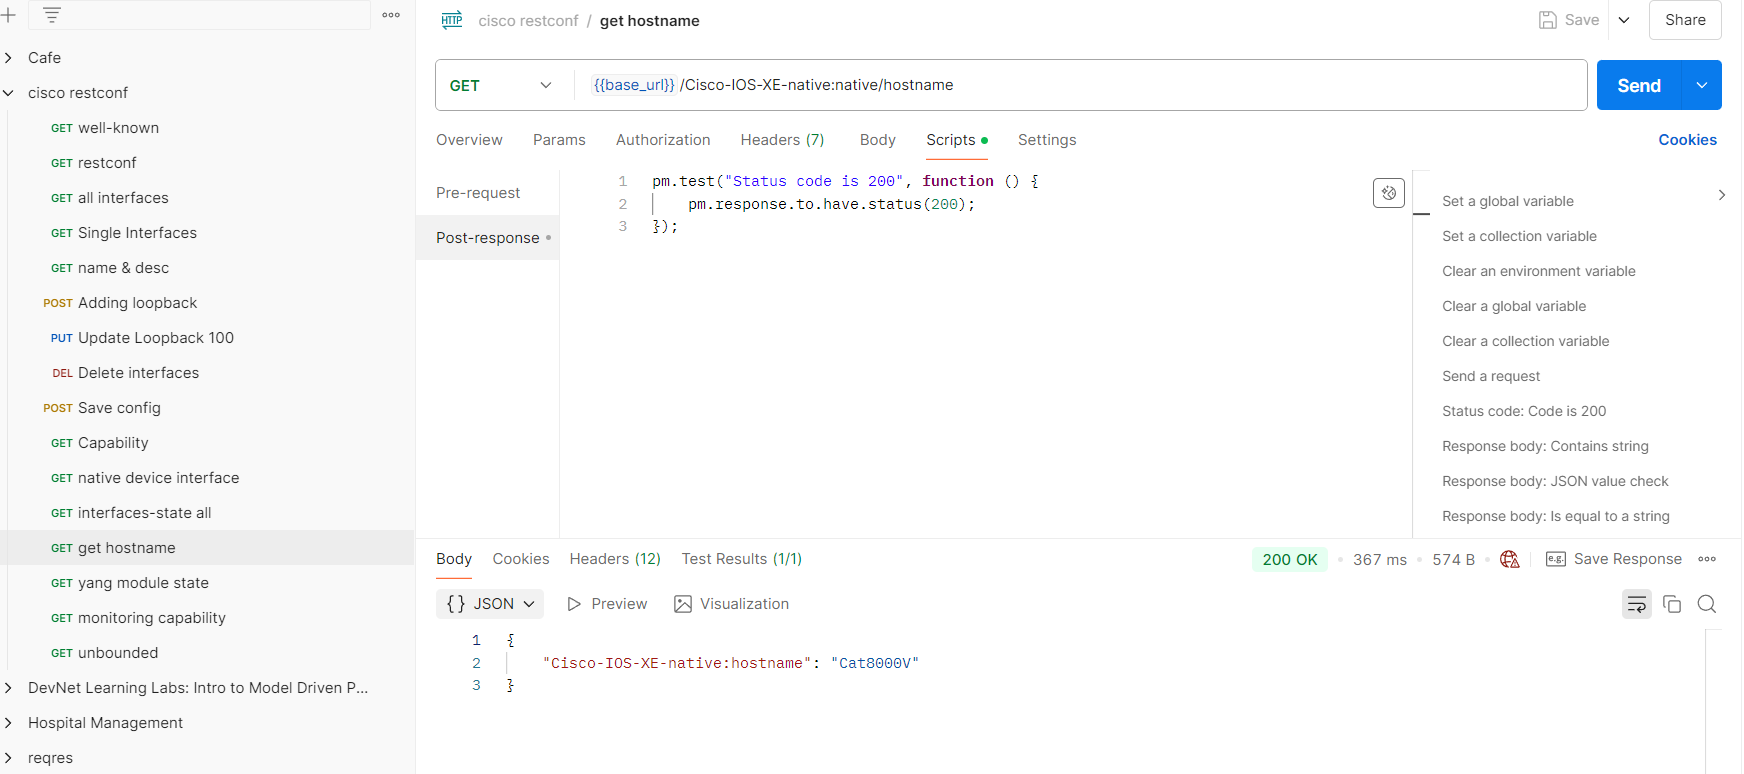 Cafe
cisco restconf
GET well-known
GET restconf
GET all interfaces
GET Single Interfaces
GET name & desc
POST Adding loopback
PUT Update Loopback 100
DEL Delete interfaces
POST Save config
GET Capability
GET native device interface
GET interfaces-state all
GET get hostname
GET yang module state
GET monitoring capability
GET unbounded
DevNet Learning Labs: Intro to Model Driven P...
Hospital Management
reqres
HTTP cisco restconf / get hostname
Save
Share
GET
{{base_url}} /Cisco-IOS-XE-native:native/hostname
Send
Overview Params Authorization Headers (7) Body Scripts Settings
Cookies
Pre-request
Post-response
1 pm.test("Status code is 200", function () {
2 pm.response.to.have.status(200);
3 });
Set a global variable
Set a collection variable
Clear an environment variable
Clear a global variable
Clear a collection variable
Send a request
Status code: Code is 200
Response body: Contains string
Response body: JSON value check
Response body: Is equal to a string
Body Cookies Headers (12) Test Results (1/1)
200 OK • 367 ms • 574 B
e.g. Save Response
{} JSON
Preview
Visualization
1 {
2 "Cisco-IOS-XE-native:hostname": "Cat8000V"
3 }